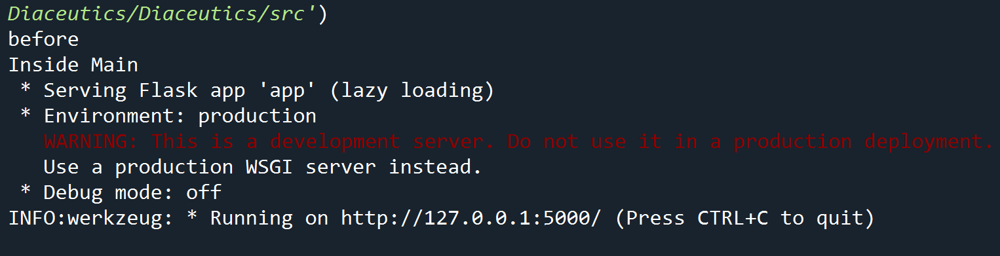 Diaceutics/Diaceutics/src')
before
Inside Main
 * Serving Flask app 'app' (lazy loading)
 * Environment: production
   WARNING: This is a development server. Do not use it in a production deployment.
   Use a production WSGI server instead.
 * Debug mode: off
INFO:werkzeug: * Running on http://127.0.0.1:5000/ (Press CTRL+C to quit)